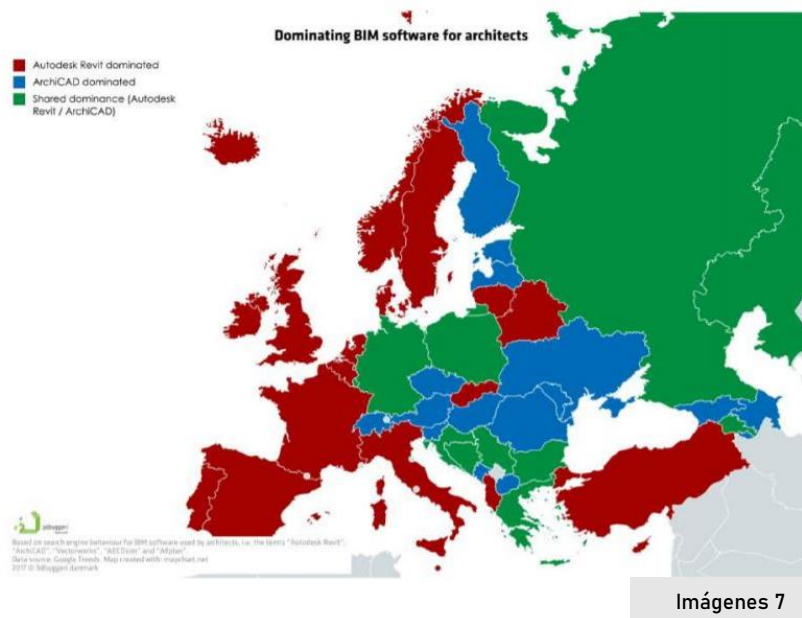 Dominating BIM software for architects
Autodesk Revit dominated
ArchiCAD dominated
Shared dominance (Autodesk
Revit / ArchiCAD)
Based on search engine behaviour for BIM software used by architects, i.e. the terms "Autodesk Revit",
"ArchiCAD", "Vectorworks", "AECOsim" and "Allplan".
Data source: Google Trends. Map created with: mapchart.net
2017 © bibyggeri danmark
Imágenes 7